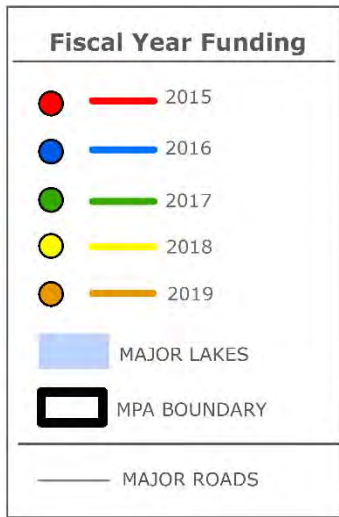 Fiscal Year Funding
2015
2016
2017
2018
2019
MAJOR LAKES
MPA BOUNDARY
MAJOR ROADS